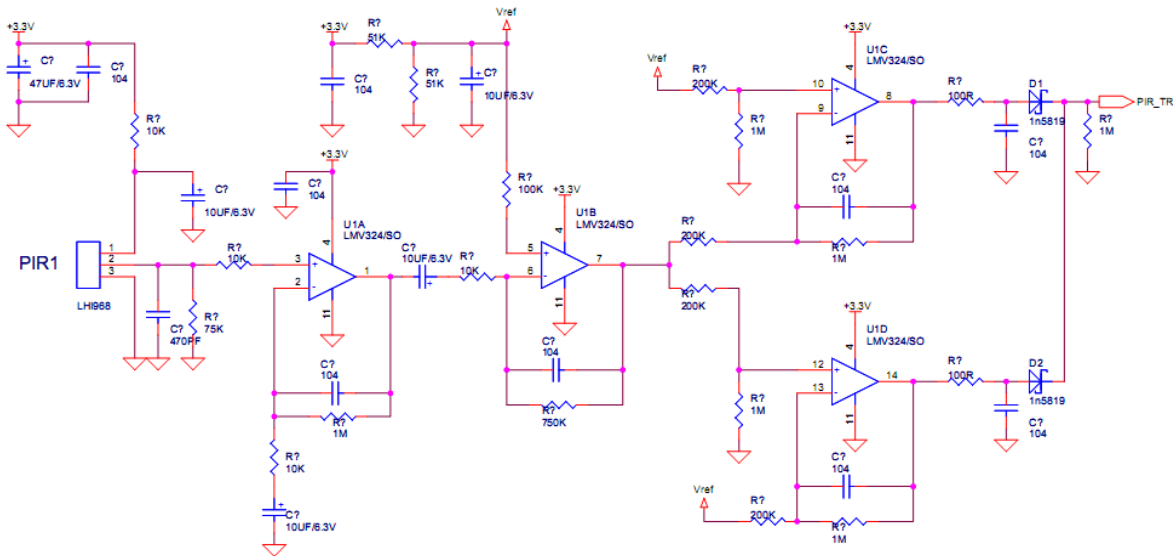 +3.3V
C?
47UF/6.3V
C?
104
R?
10K
C?
10UF/6.3V
PIR1
1
2
3
LHI968
C?
470PF
R?
75K
R?
10K
+3.3V
C?
104
U1A
LMV324/SO
3
2
4
11
1
C?
104
R?
1M
R?
10K
C?
10UF/6.3V
+3.3V
C?
104
R?
51K
R?
51K
C?
10UF/6.3V
Vref
R?
100K
C?
10UF/6.3V
R?
10K
+3.3V
U1B
LMV324/SO
5
6
4
11
7
C?
104
R?
750K
R?
200K
R?
200K
Vref
R?
200K
R?
1M
+3.3V
U1C
LMV324/SO
10
9
4
11
8
C?
104
R?
1M
R?
100R
C?
104
D1
1n5819
PIR_TR
R?
1M
R?
1M
+3.3V
U1D
LMV324/SO
12
13
4
11
14
C?
104
R?
1M
Vref
R?
200K
R?
100R
C?
104
D2
1n5819